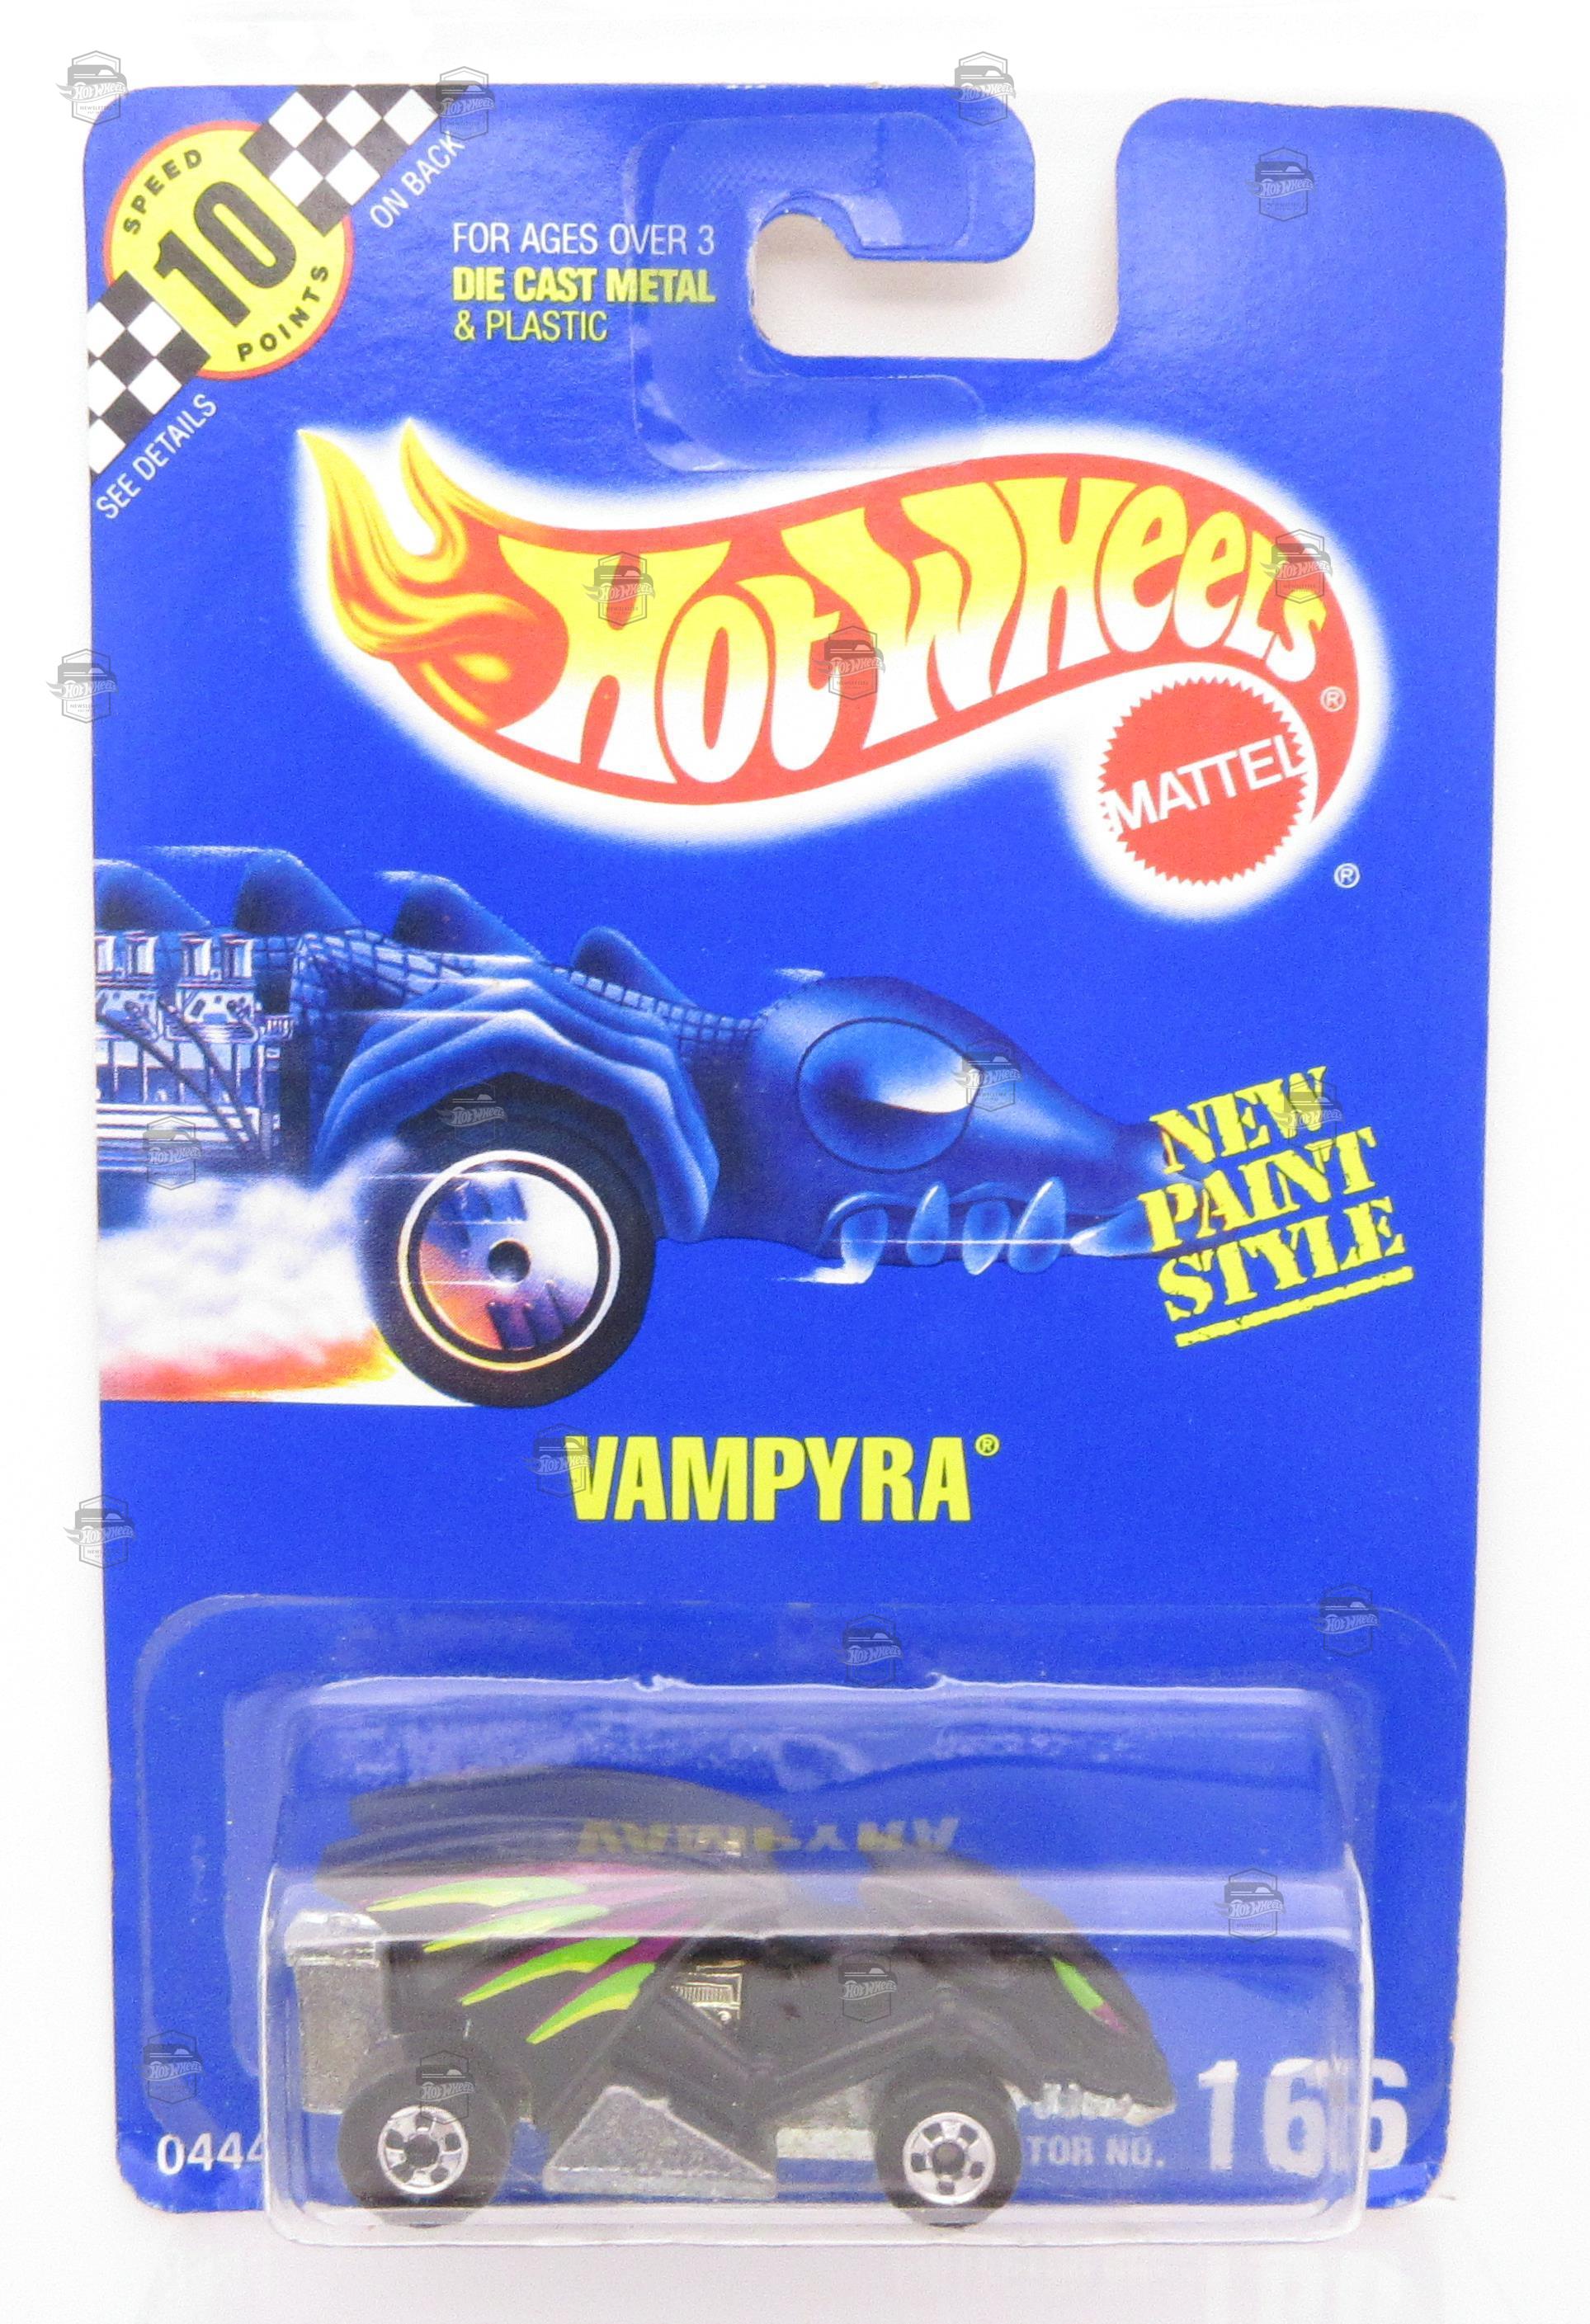 SPEED
10
POINTS
ON BACK
SEE DETAILS
FOR AGES OVER 3
DIE CAST METAL
& PLASTIC
HOT WHEELS®
MATTEL
®
NEW
PAINT
STYLE
VAMPYRA®
0444
TOR NO. 166